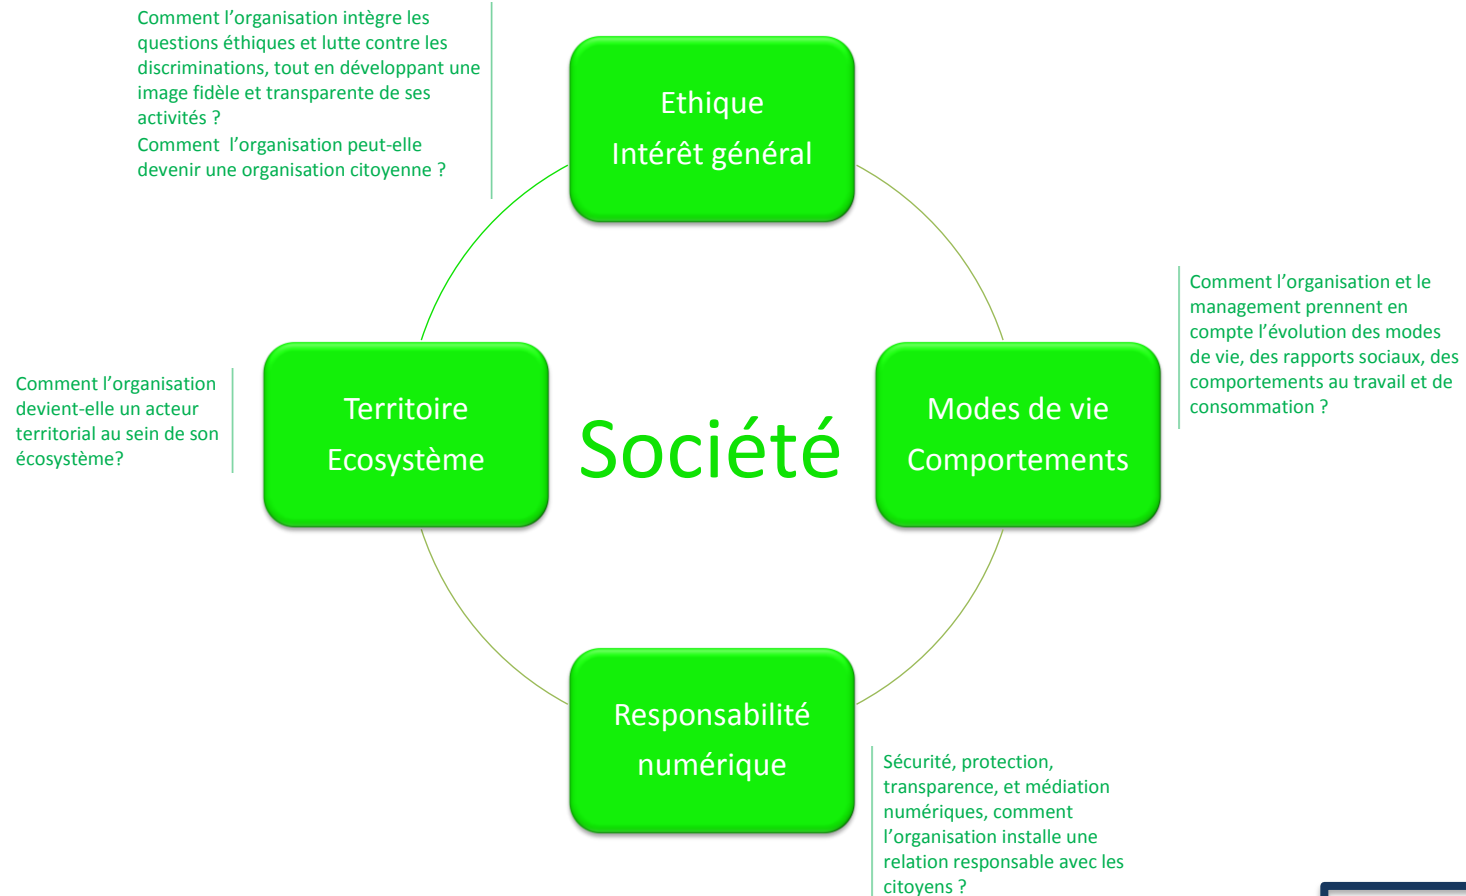 Comment l’organisation intègre les
questions éthiques et lutte contre les
discriminations, tout en développant une
image fidèle et transparente de ses
activités ?
Comment  l’organisation peut-elle
devenir une organisation citoyenne ?
Ethique
Intérêt général
Comment l’organisation et le
management prennent en
compte l’évolution des modes
de vie, des rapports sociaux, des
comportements au travail et de
consommation ?
Comment l’organisation
devient-elle un acteur
territorial au sein de son
écosystème?
Territoire
Ecosystème
Société
Modes de vie
Comportements
Responsabilité
numérique
Sécurité, protection,
transparence, et médiation
numériques, comment
l’organisation installe une
relation responsable avec les
citoyens ?